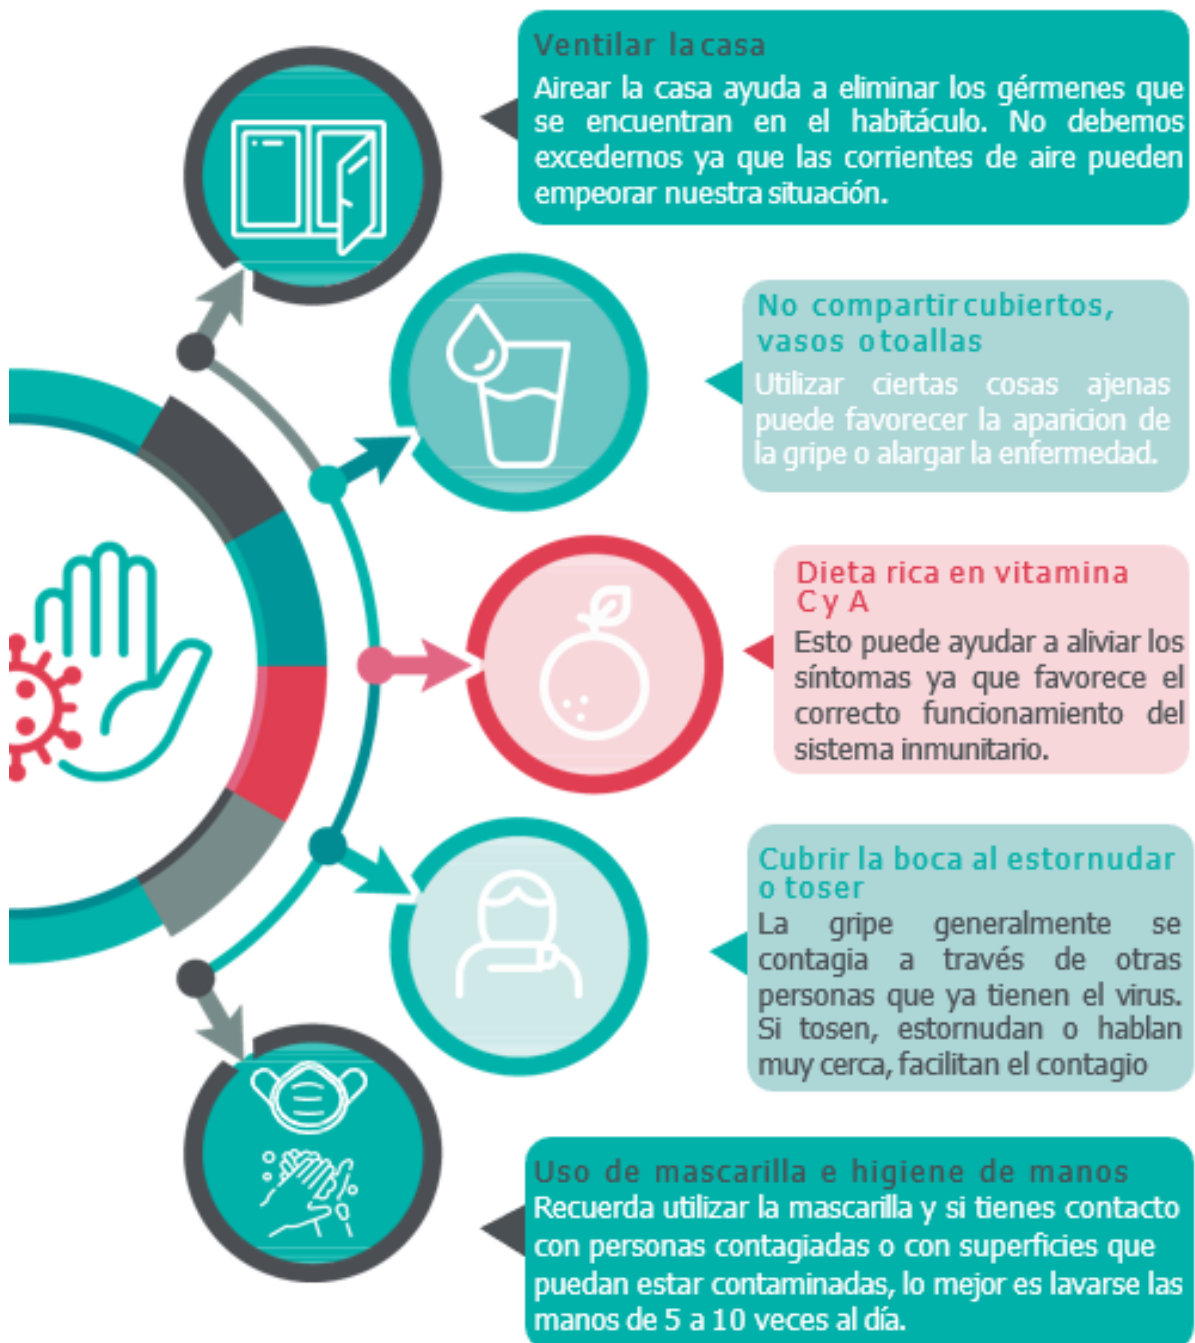 Ventilar la casa
Airear la casa ayuda a eliminar los gérmenes que
se encuentran en el habitáculo. No debemos
excedernos ya que las corrientes de aire pueden
empeorar nuestra situación.
No compartir cubiertos,
vasos o toallas
Utilizar ciertas cosas ajenas
puede favorecer la aparicion de
la gripe o alargar la enfermedad.
Dieta rica en vitamina
C y A
Esto puede ayudar a aliviar los
síntomas ya que favorece el
correcto funcionamiento del
sistema inmunitario.
Cubrir la boca al estornudar
o toser
La gripe generalmente se
contagia a través de otras
personas que ya tienen el virus.
Si tosen, estornudan o hablan
muy cerca, facilitan el contagio
Uso de mascarilla e higiene de manos
Recuerda utilizar la mascarilla y si tienes contacto
con personas contagiadas o con superficies que
puedan estar contaminadas, lo mejor es lavarse las
manos de 5 a 10 veces al día.